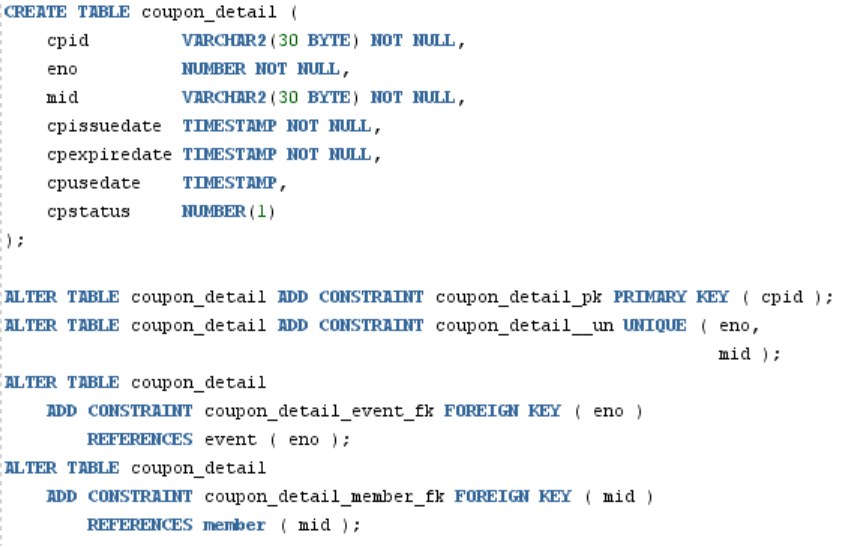 CREATE TABLE coupon_detail (
    cpid         VARCHAR2(30 BYTE) NOT NULL,
    eno          NUMBER NOT NULL,
    mid          VARCHAR2(30 BYTE) NOT NULL,
    cpissuedate  TIMESTAMP NOT NULL,
    cpexpiredate TIMESTAMP NOT NULL,
    cpusedate    TIMESTAMP,
    cpstatus     NUMBER(1)
);
ALTER TABLE coupon_detail ADD CONSTRAINT coupon_detail_pk PRIMARY KEY ( cpid );
ALTER TABLE coupon_detail ADD CONSTRAINT coupon_detail__un UNIQUE ( eno,
                                                                    mid );
ALTER TABLE coupon_detail
    ADD CONSTRAINT coupon_detail_event_fk FOREIGN KEY ( eno )
        REFERENCES event ( eno );
ALTER TABLE coupon_detail
    ADD CONSTRAINT coupon_detail_member_fk FOREIGN KEY ( mid )
        REFERENCES member ( mid );